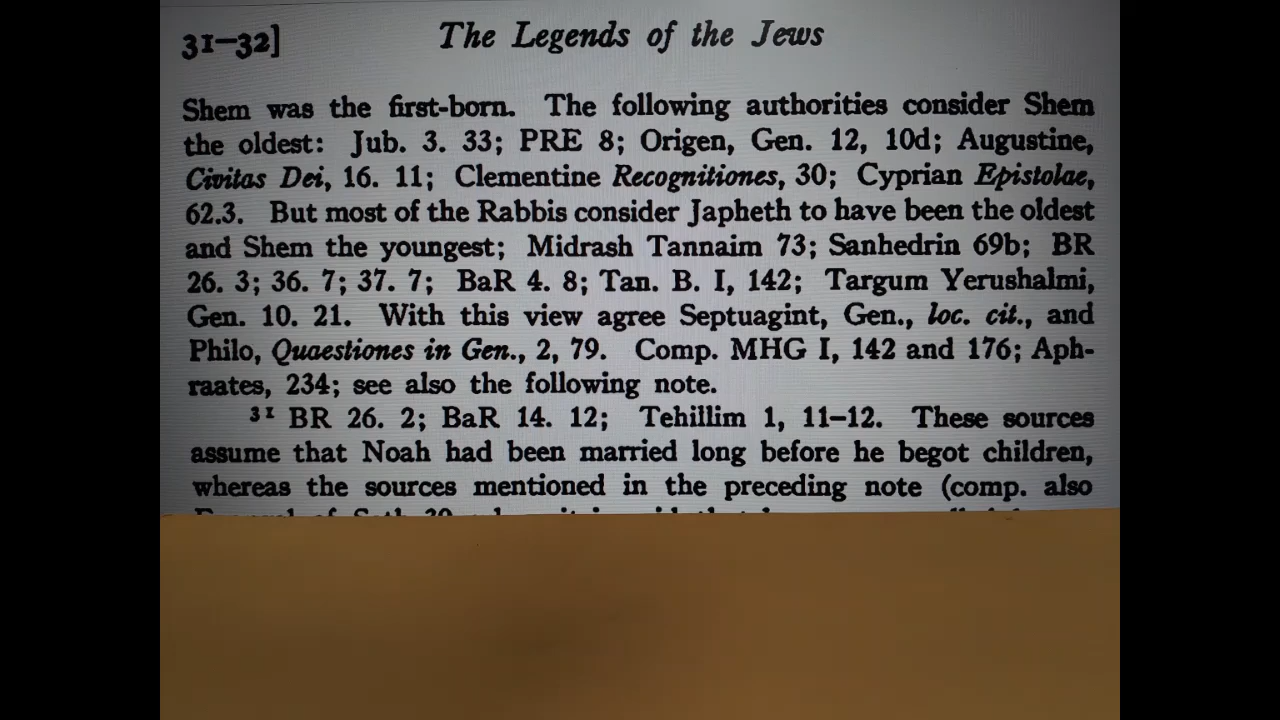 31–32]
The Legends of the Jews
Shem was the first-born. The following authorities consider Shem
the oldest: Jub. 3. 33; PRE 8; Origen, Gen. 12, 10d; Augustine,
Civitas Dei, 16. 11; Clementine Recognitiones, 30; Cyprian Epistolae,
62.3. But most of the Rabbis consider Japheth to have been the oldest
and Shem the youngest; Midrash Tannaim 73; Sanhedrin 69b; BR
26. 3; 36. 7; 37. 7; BaR 4. 8; Tan. B. I, 142; Targum Yerushalmi,
Gen. 10. 21. With this view agree Septuagint, Gen., loc. cit., and
Philo, Quaestiones in Gen., 2, 79. Comp. MHG I, 142 and 176; Aph-
raates, 234; see also the following note.
31 BR 26. 2; BaR 14. 12; Tehillim 1, 11–12. These sources
assume that Noah had been married long before he begot children,
whereas the sources mentioned in the preceding note (comp. also